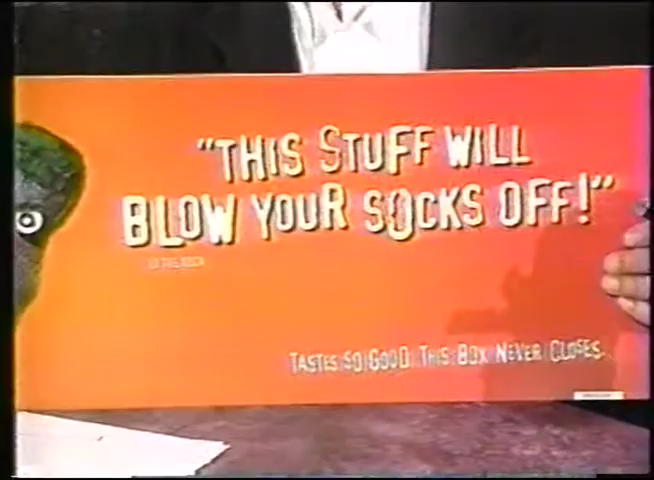 "THIS STUFF WILL
BLOW YOUR SOCKS OFF!"
TASTES SO GOOD THIS BOX NEVER CLOSES